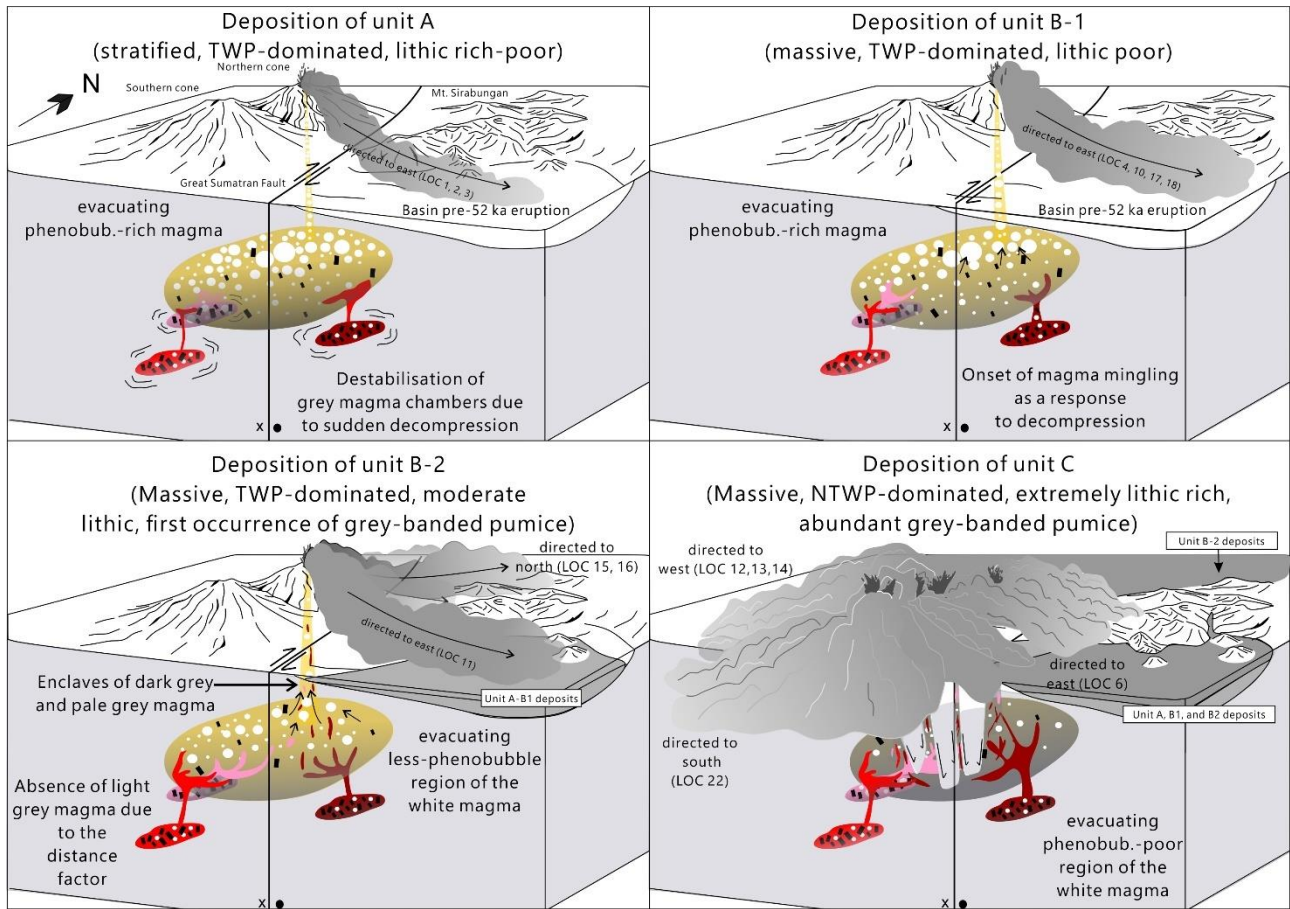 Deposition of unit A
(stratified, TWP-dominated, lithic rich-poor)
Northern cone
N
Southern cone
Mt. Sirabungan
directed to east (LOC 1, 2, 3)
Great Sumatran Fault
Basin pre-52 ka eruption
evacuating
phenobub.-rich magma
Destabilisation of
grey magma chambers due
to sudden decompression
x
Deposition of unit B-1
(massive, TWP-dominated, lithic poor)
directed to east (LOC 4, 10, 17, 18)
Basin pre-52 ka eruption
evacuating
phenobub.-rich magma
Onset of magma mingling
as a response
to decompression
x
Deposition of unit B-2
(Massive, TWP-dominated, moderate
lithic, first occurrence of grey-banded pumice)
directed to
north (LOC 15, 16)
directed to east (LOC 11)
Enclaves of dark grey
and pale grey magma
Unit A-B1 deposits
evacuating
less-phenobubble
region of the
white magma
Absence of light
grey magma due
to the
distance
factor
x
Deposition of unit C
(Massive, NTWP-dominated, extremely lithic rich,
abundant grey-banded pumice)
directed to
west (LOC 12,13,14)
Unit B-2 deposits
directed to
east (LOC 6)
Unit A, B1, and B2 deposits
directed to
south (LOC 22)
evacuating
phenobub.-poor
region of the
white magma
x